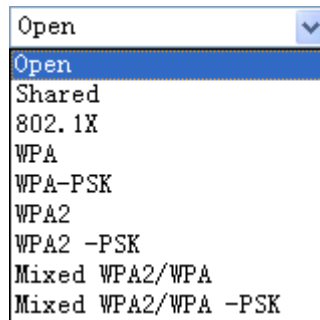 Open
Open
Shared
802.1X
WPA
WPA-PSK
WPA2
WPA2 -PSK
Mixed WPA2/WPA
Mixed WPA2/WPA -PSK